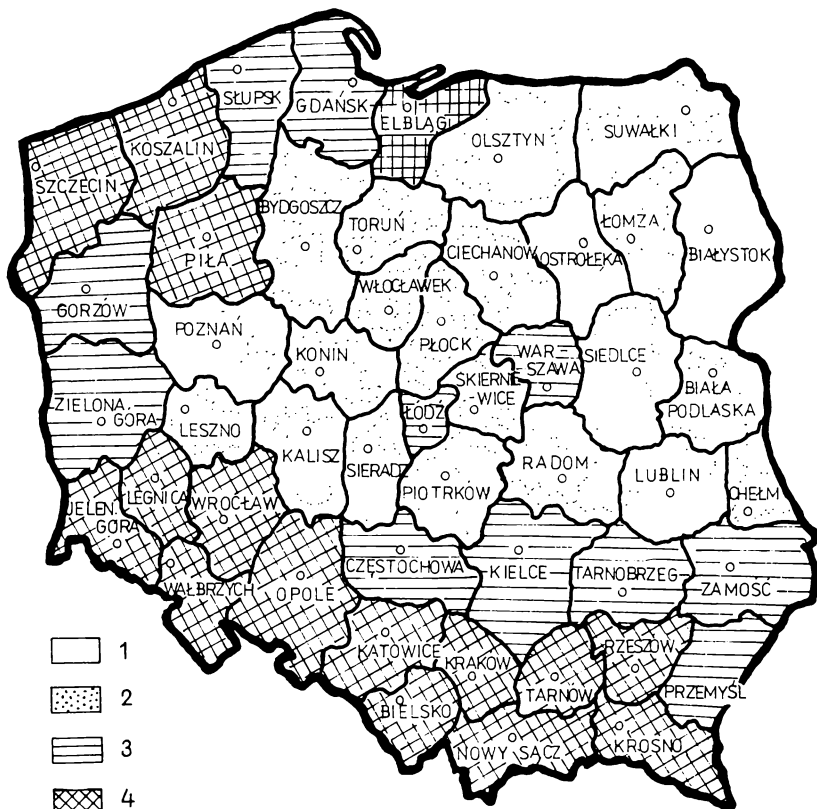 SŁUPSK
GDAŃSK
ELBLĄG
OLSZTYN
SUWAŁKI
KOSZALIN
SZCZECIN
BYDGOSZCZ
TORUŃ
ŁOMŻA
PIŁA
CIECHANÓW
OSTROŁĘKA
BIAŁYSTOK
WŁOCŁAWEK
GORZÓW
POZNAŃ
KONIN
PŁOCK
WAR-
SZAWA
SIEDLCE
SKIERNE
-WICE
BIAŁA
PODLASKA
ZIELONA
GÓRA
LESZNO
KALISZ
SIERADZ
ŁÓDŹ
RADOM
LUBLIN
CHEŁM
PIOTRKÓW
LEGNICA
WROCŁAW
JELEN.
GÓRA
CZĘSTOCHOWA
KIELCE
TARNOBRZEG
ZAMOŚĆ
WAŁBRZYCH
OPOLE
KATOWICE
KRAKÓW
TARNÓW
RZESZÓW
PRZEMYŚL
BIELSKO
NOWY SĄCZ
KROSNO
1
2
3
4